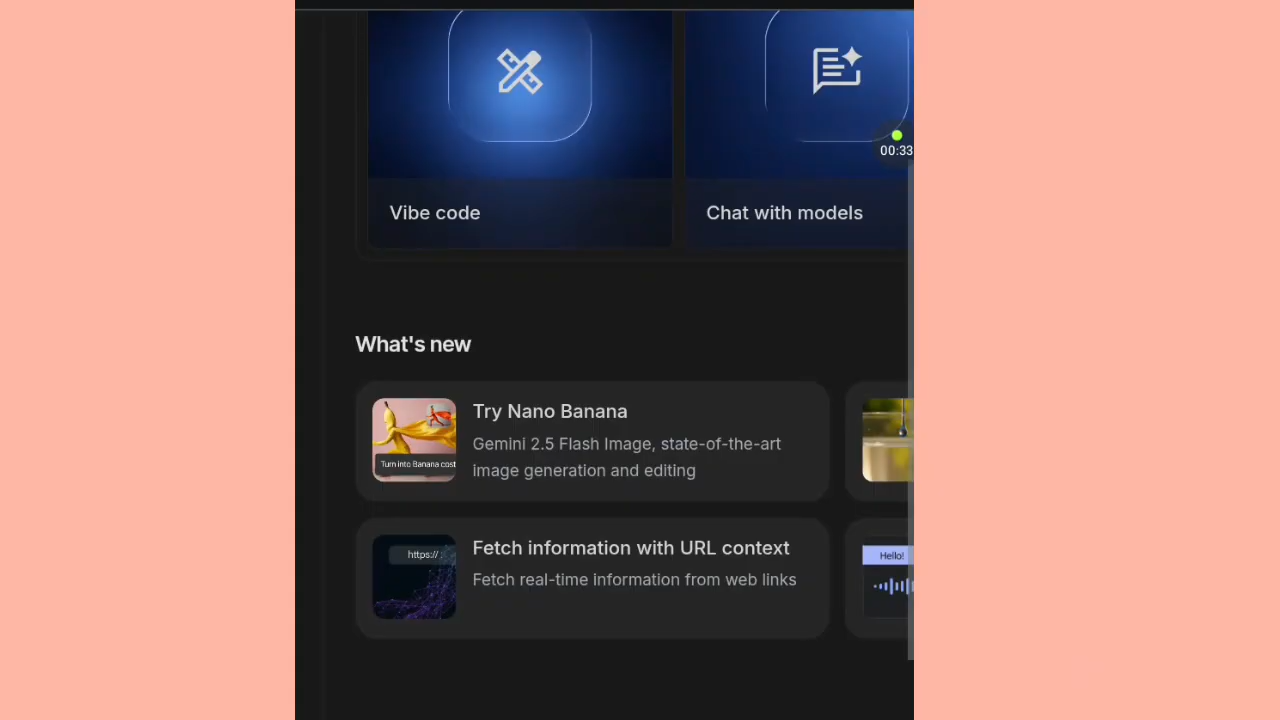 00:33
Vibe code
Chat with models
What's new
Try Nano Banana
Gemini 2.5 Flash Image, state-of-the-art
image generation and editing
Turn into Banana cost
https://
Fetch information with URL context
Fetch real-time information from web links
Hello!